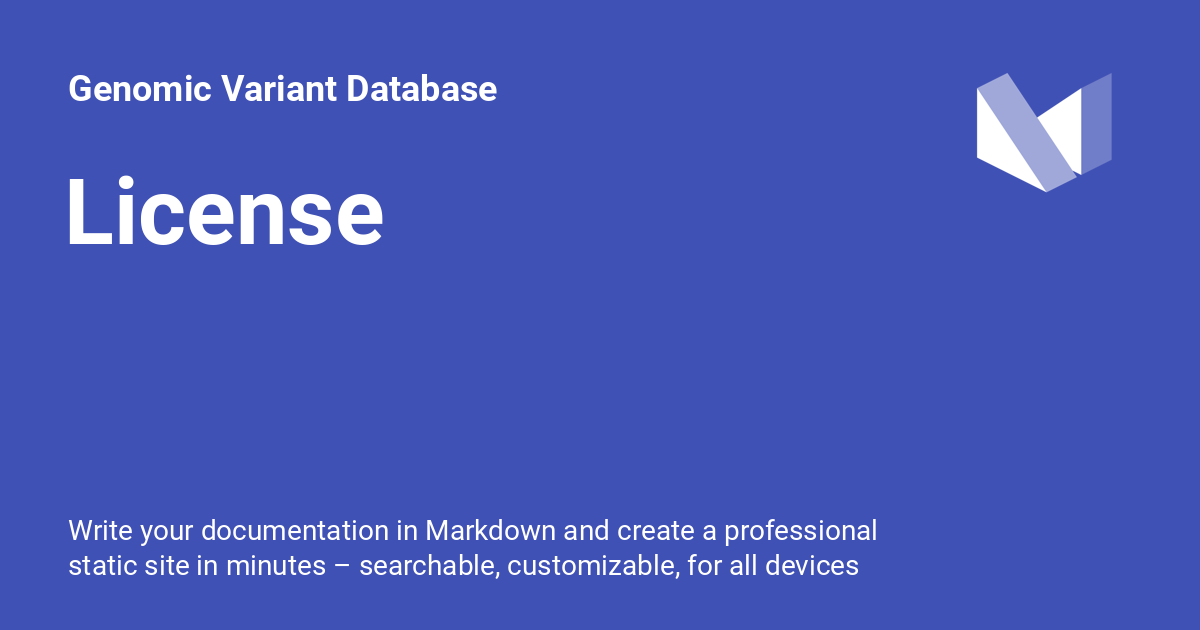 Genomic Variant Database
License
Write your documentation in Markdown and create a professional
static site in minutes – searchable, customizable, for all devices